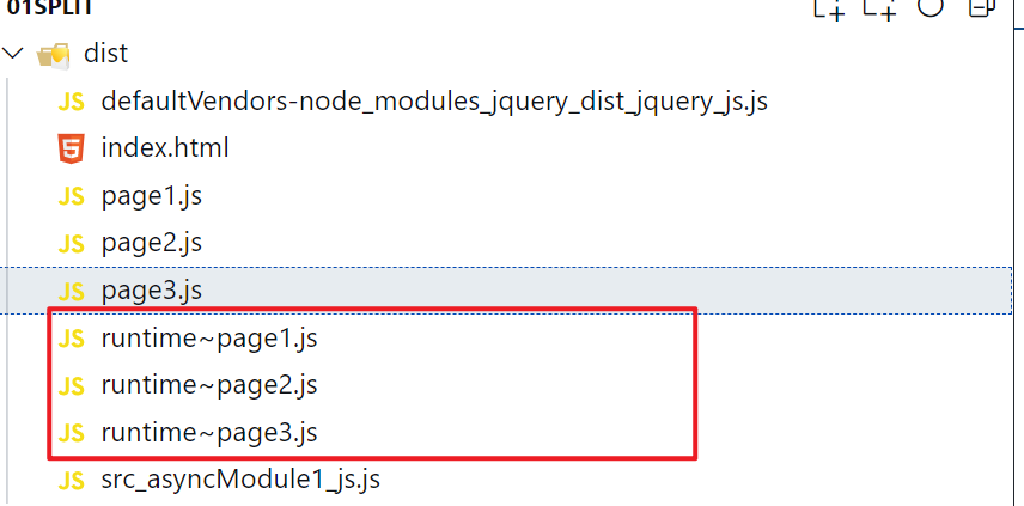 01SPLIT
dist
JS defaultVendors-node_modules_jquery_dist_jquery_js.js
5 index.html
JS page1.js
JS page2.js
JS page3.js
JS runtime~page1.js
JS runtime~page2.js
JS runtime~page3.js
JS src_asyncModule1_js.js